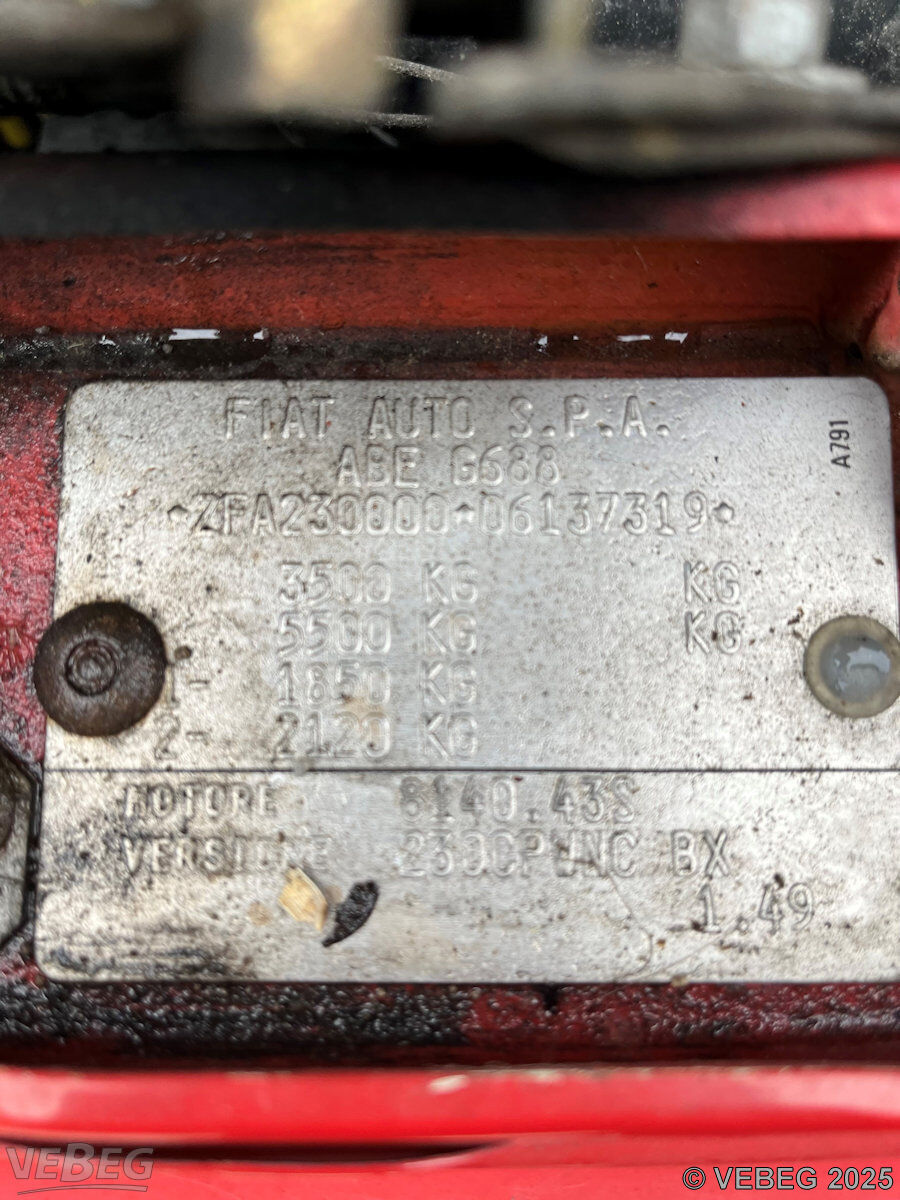 FIAT AUTO S.P.A.
A791
ABE G688
*ZFA230000*06137319*
3500 KG KG
5500 KG KG
1- 1850 KG
2- 2120 KG
MOTORE 8140.43S
VERSIONE BX
1.49
VEBEG
© VEBEG 2025